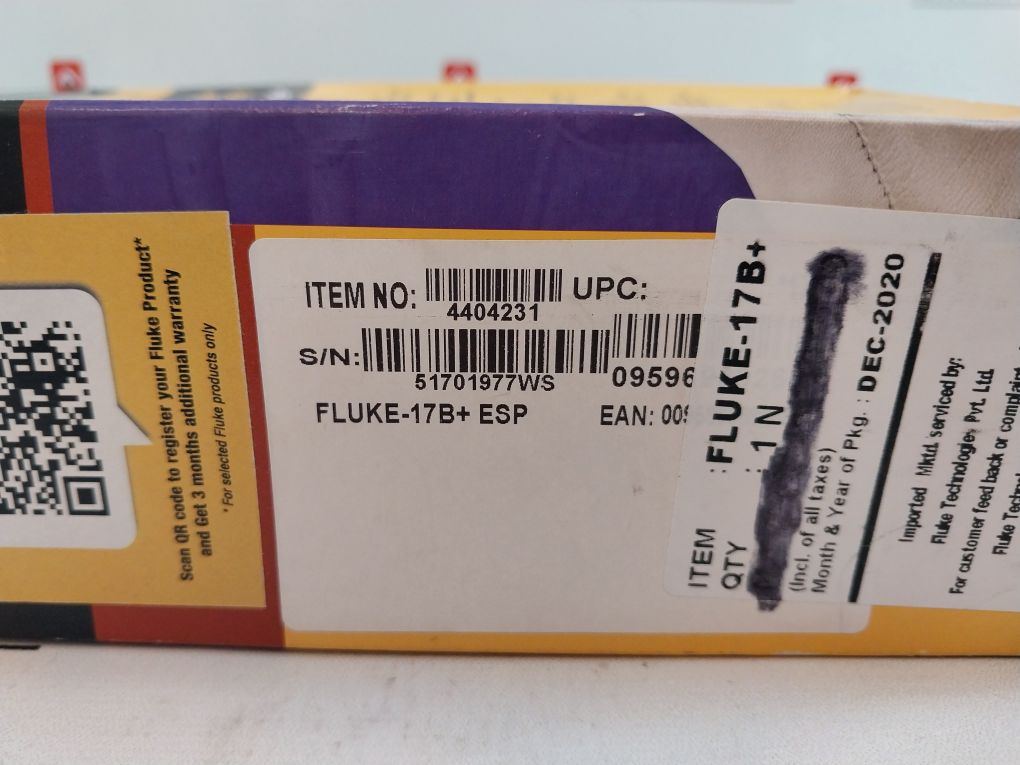 Scan QR code to register your Fluke Product*
and Get 3 months additional warranty
* For selected Fluke products only
ITEM NO: UPC:
4404231
S/N:
51701977WS 09596
FLUKE-17B+ ESP EAN: 009
ITEM : FLUKE-17B+
QTY : 1 N
(Incl. of all taxes)
Month & Year of Pkg. : DEC-2020
Imported Mktd. serviced by:
Fluke Technologies Pvt. Ltd.
For customer feed back or complaint
Fluke